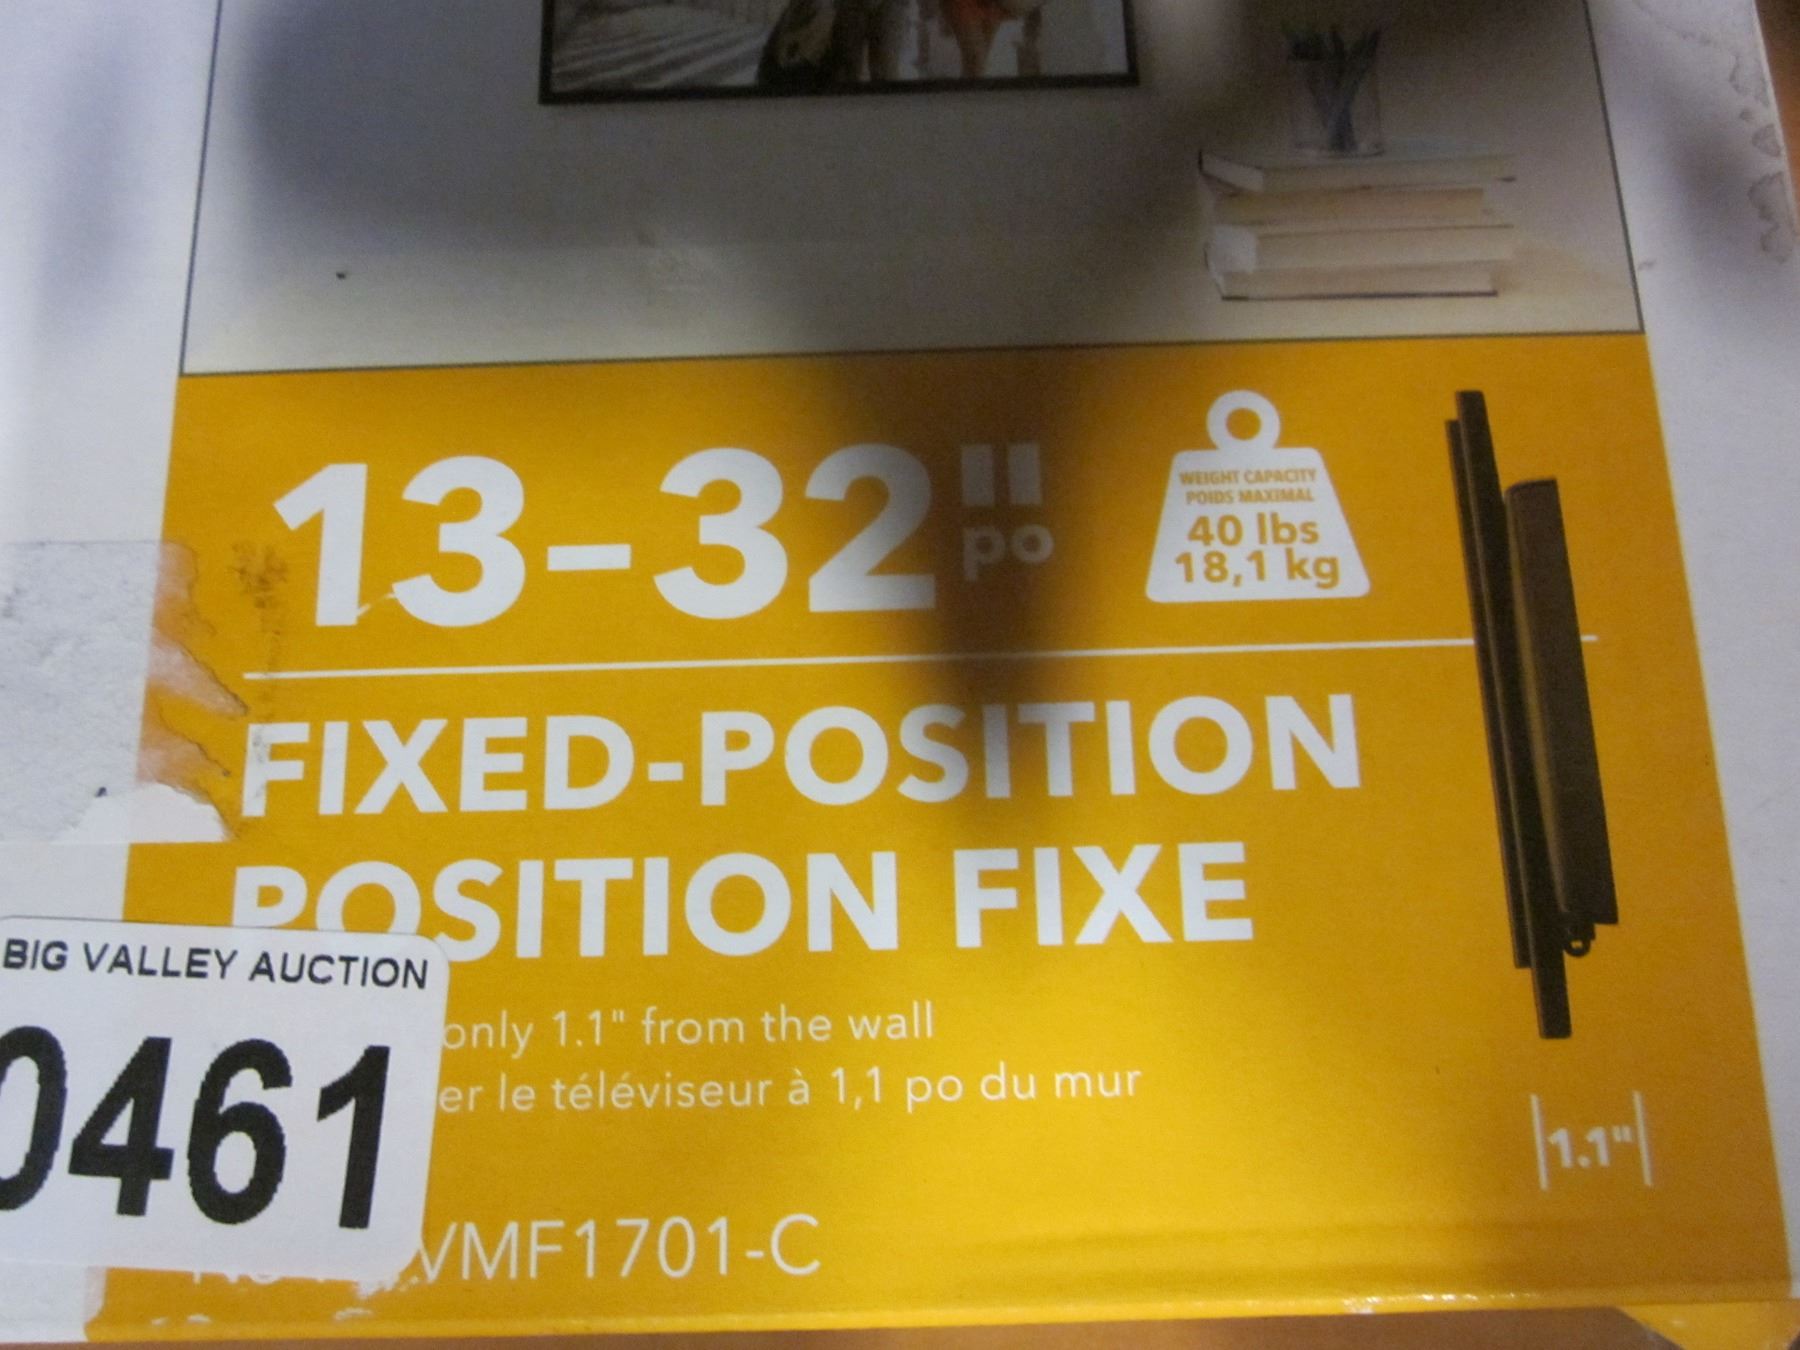 13-32"
po
WEIGHT CAPACITY
POIDS MAXIMAL
40 lbs
18,1 kg
FIXED-POSITION
POSITION FIXE
only 1.1" from the wall
er le téléviseur à 1,1 po du mur
1.1"
VMF1701-C
BIG VALLEY AUCTION
0461